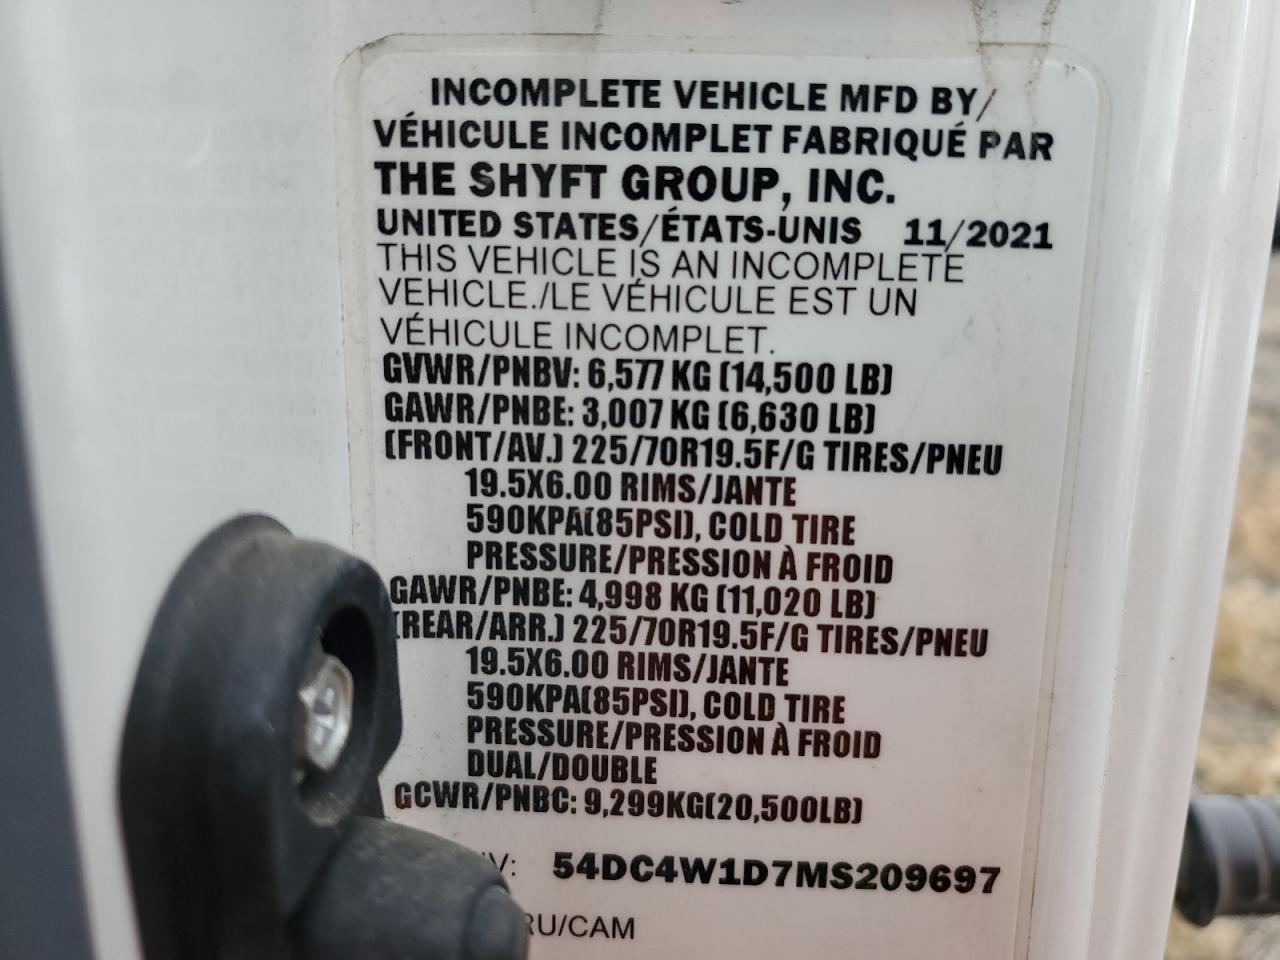 INCOMPLETE VEHICLE MFD BY/
VÉHICULE INCOMPLET FABRIQUÉ PAR
THE SHYFT GROUP, INC.
UNITED STATES/ÉTATS-UNIS 11/2021
THIS VEHICLE IS AN INCOMPLETE
VEHICLE./LE VÉHICULE EST UN
VÉHICULE INCOMPLET.
GVWR/PNBV: 6,577 KG (14,500 LB)
GAWR/PNBE: 3,007 KG (6,630 LB)
(FRONT/AV.) 225/70R19.5F/G TIRES/PNEU
19.5X6.00 RIMS/JANTE
590KPA(85PSI), COLD TIRE
PRESSURE/PRESSION À FROID
GAWR/PNBE: 4,998 KG (11,020 LB)
(REAR/ARR.) 225/70R19.5F/G TIRES/PNEU
19.5X6.00 RIMS/JANTE
590KPA(85PSI), COLD TIRE
PRESSURE/PRESSION À FROID
DUAL/DOUBLE
GCWR/PNBC: 9,299KG(20,500LB)
54DC4W1D7MS209697
RU/CAM